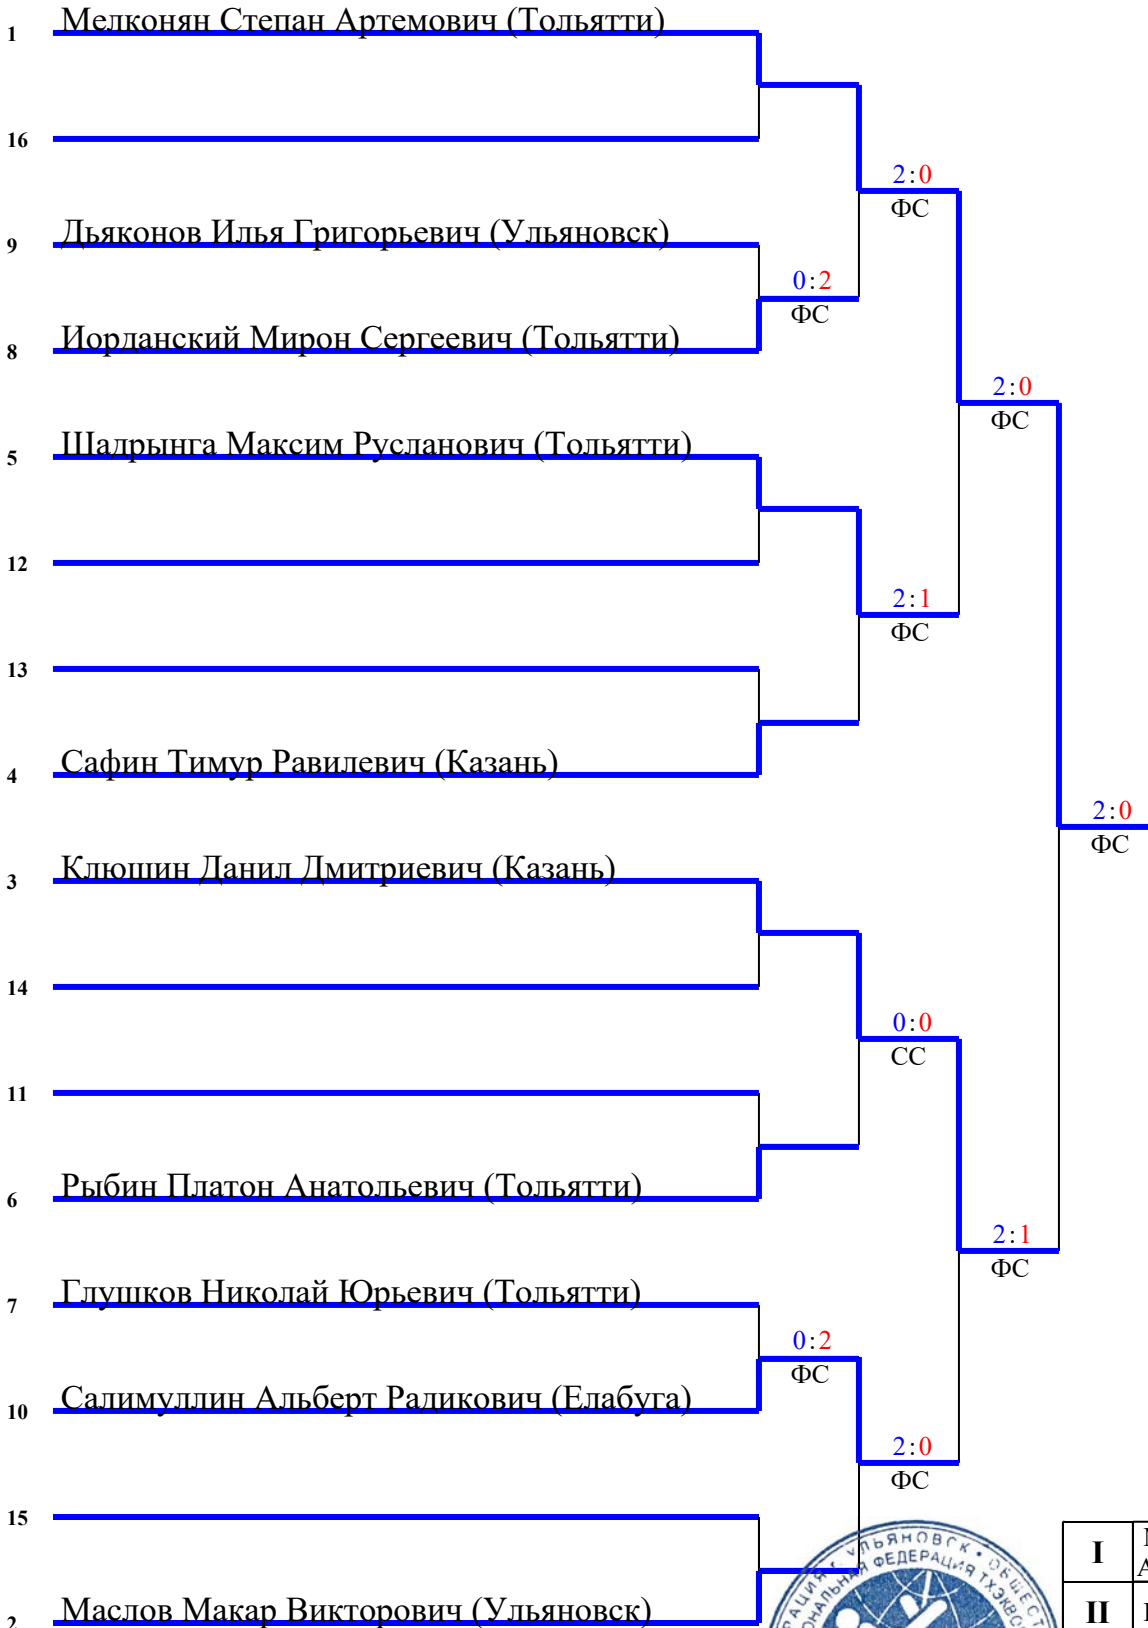 1 Мелконян Степан Артемович (Тольятти)
16
2:0
ФС
9 Дьяконов Илья Григорьевич (Ульяновск)
0:2
ФС
8 Иорданский Мирон Сергеевич (Тольятти)
2:0
ФС
5 Шадрынга Максим Русланович (Тольятти)
12
2:1
ФС
13
4 Сафин Тимур Равилевич (Казань)
2:0
ФС
3 Клюшин Данил Дмитриевич (Казань)
14
0:0
СС
11
6 Рыбин Платон Анатольевич (Тольятти)
2:1
ФС
7 Глушков Николай Юрьевич (Тольятти)
0:2
ФС
10 Салимуллин Альберт Радикович (Елабуга)
2:0
ФС
15
I
2 Маслов Макар Викторович (Ульяновск)
II